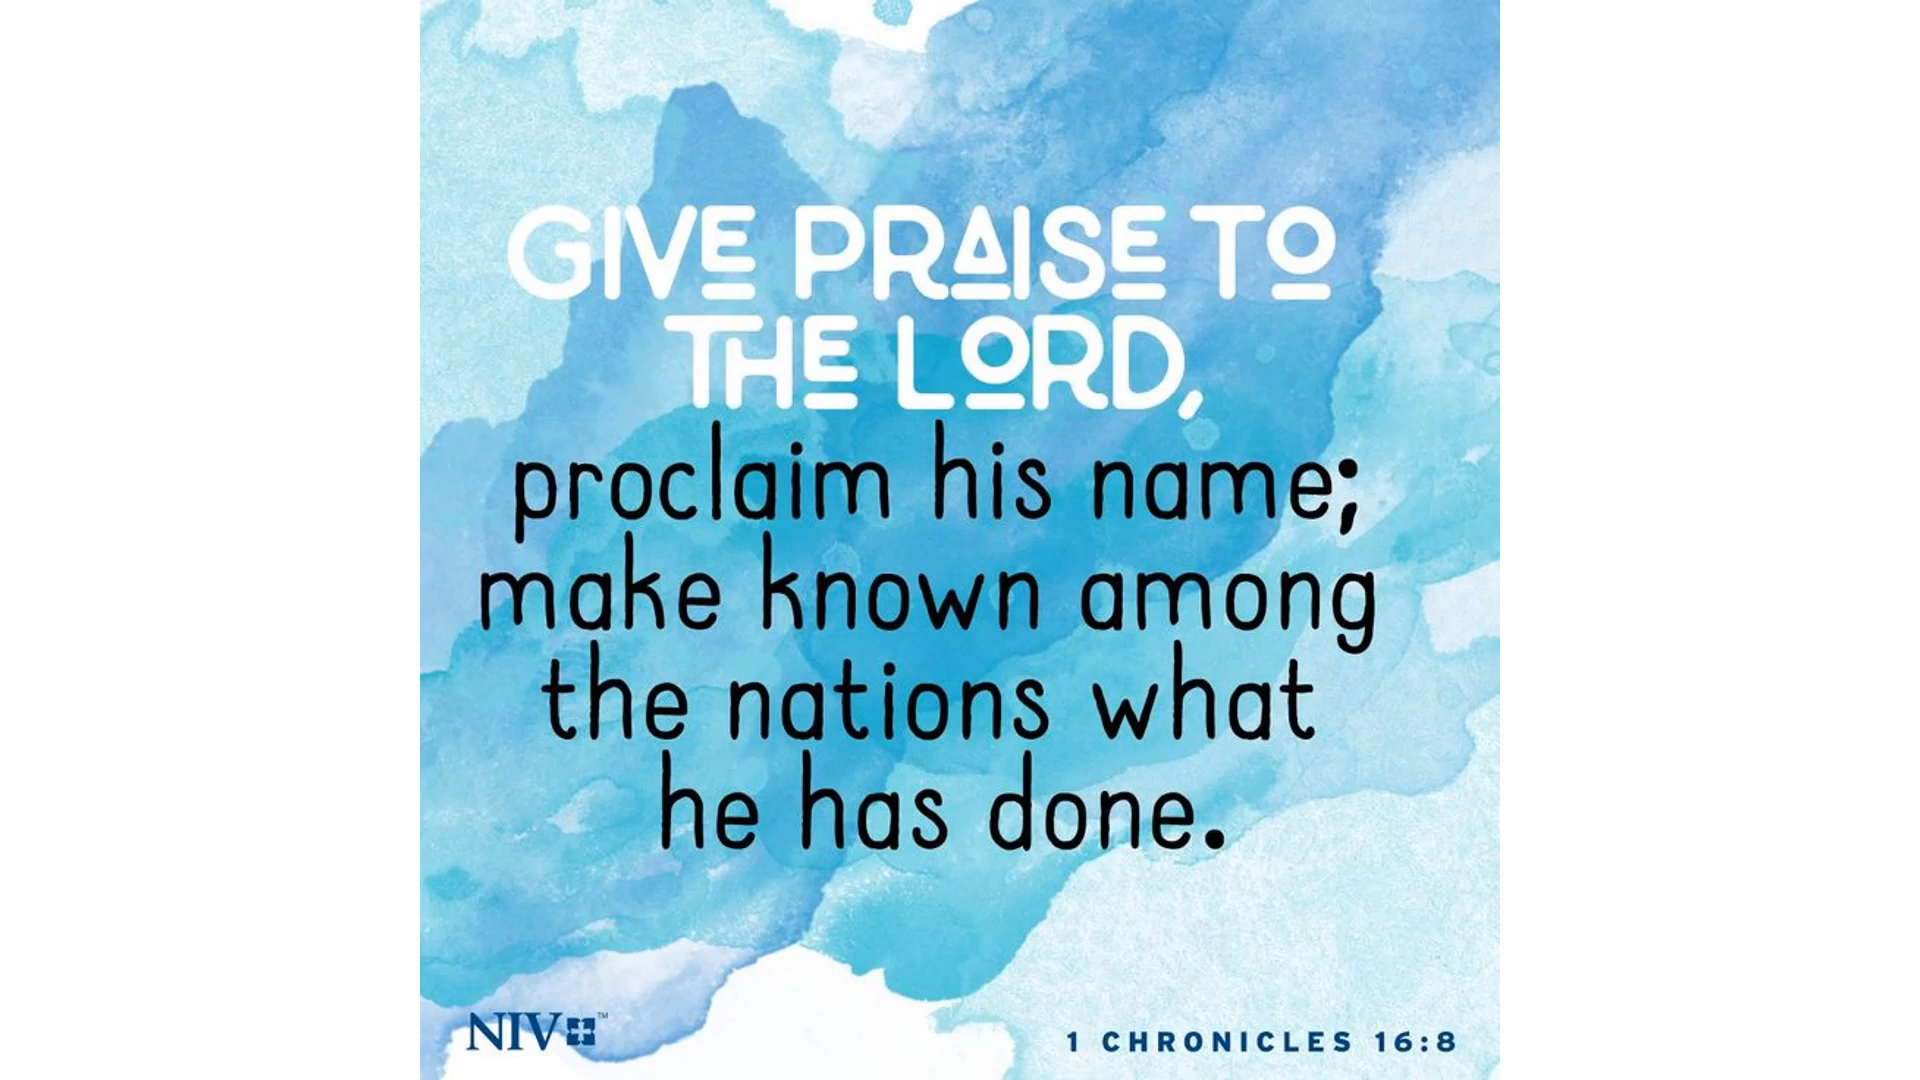 GIVE PRAISE TO
THE LORD,
proclaim his name;
make known among
the nations what
he has done.
NIV™
1 CHRONICLES 16:8